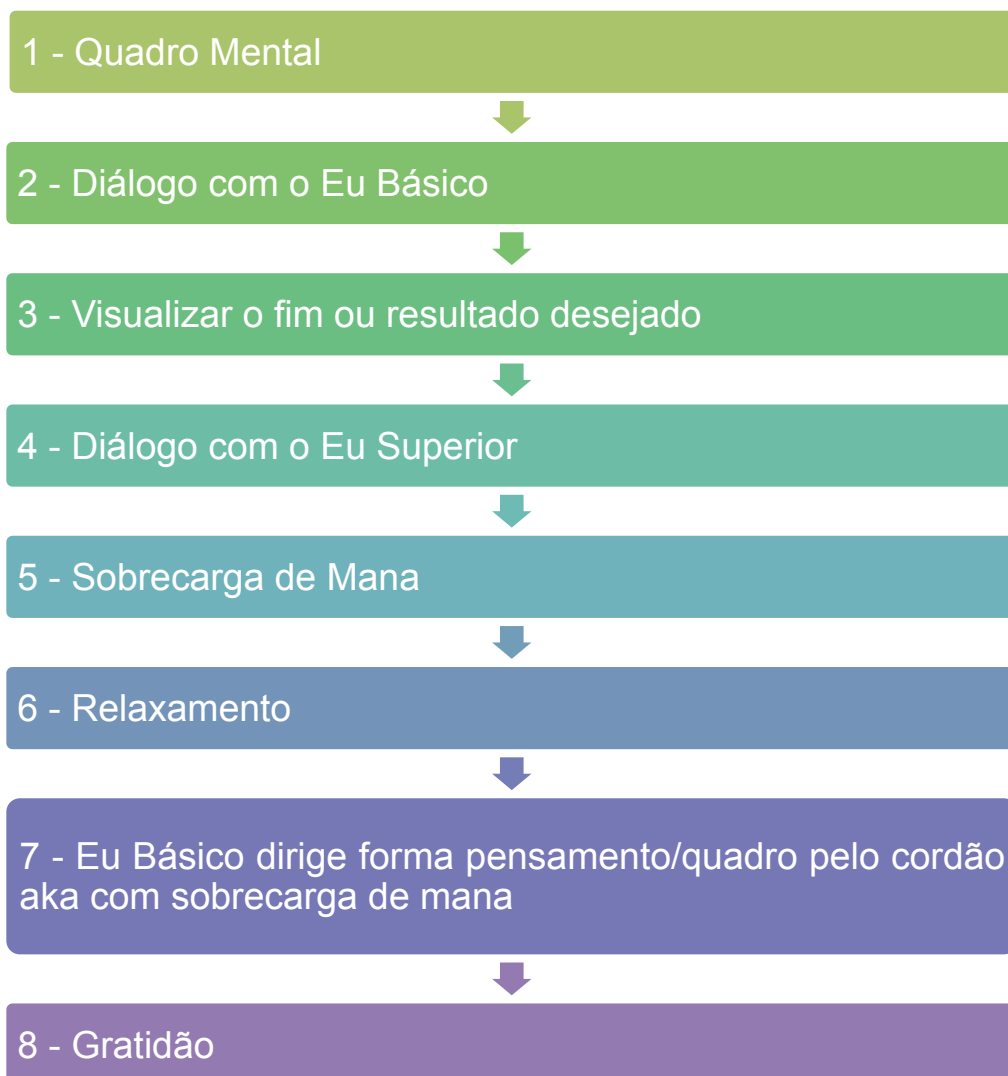 1 - Quadro Mental
2 - Diálogo com o Eu Básico
3 - Visualizar o fim ou resultado desejado
4 - Diálogo com o Eu Superior
5 - Sobrecarga de Mana
6 - Relaxamento
7 - Eu Básico dirige forma pensamento/quadro pelo cordão
aka com sobrecarga de mana
8 - Gratidão